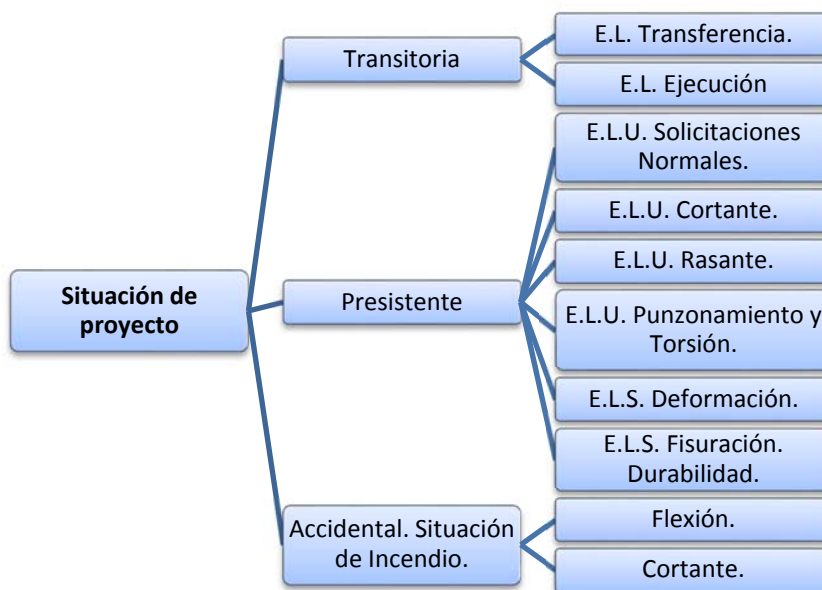 Situación de
proyecto
Transitoria
E.L. Transferencia.
E.L. Ejecución
Presistente
E.L.U. Solicitaciones
Normales.
E.L.U. Cortante.
E.L.U. Rasante.
E.L.U. Punzonamiento y
Torsión.
E.L.S. Deformación.
E.L.S. Fisuración.
Durabilidad.
Accidental. Situación
de Incendio.
Flexión.
Cortante.